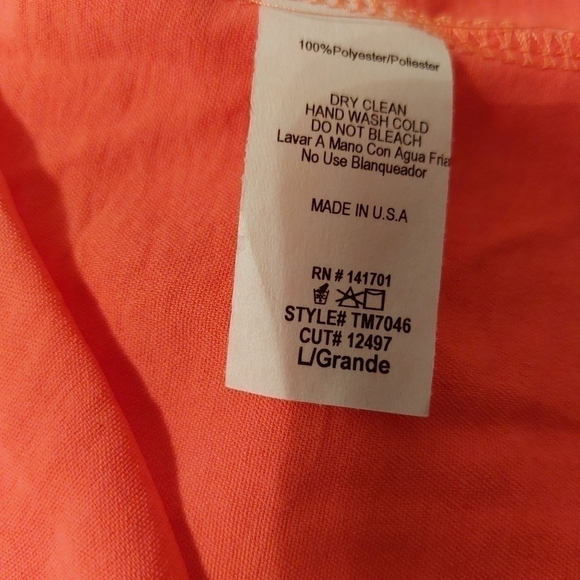 100%Polyester/Poliester
DRY CLEAN
HAND WASH COLD
DO NOT BLEACH
Lavar A Mano Con Agua Fria
No Use Blanqueador
MADE IN U.S.A
RN # 141701
STYLE# TM7046
CUT# 12497
L/Grande